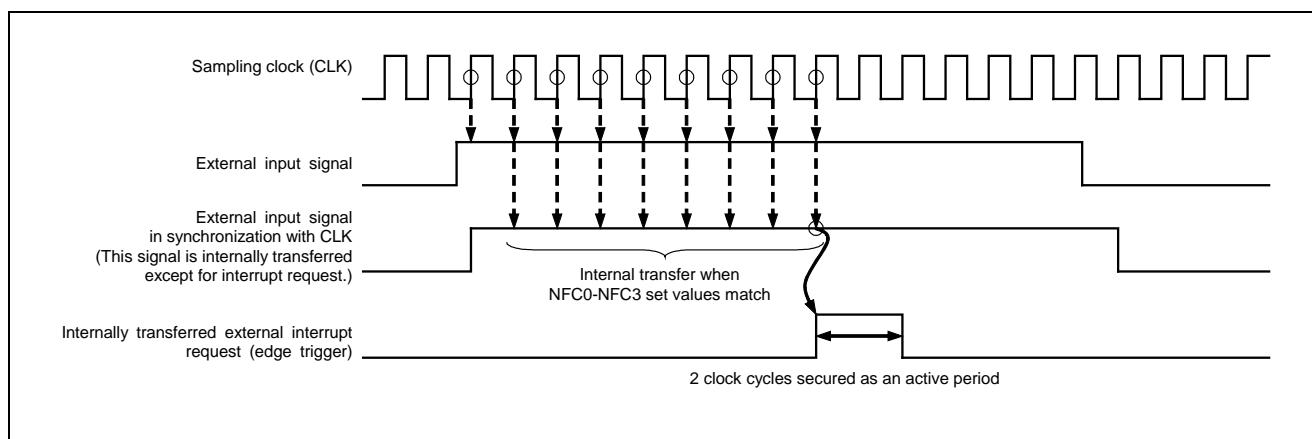 Sampling clock (CLK)
External input signal
External input signal
in synchronization with CLK
(This signal is internally transferred
except for interrupt request.)
Internal transfer when
NFC0-NFC3 set values match
Internally transferred external interrupt
request (edge trigger)
2 clock cycles secured as an active period